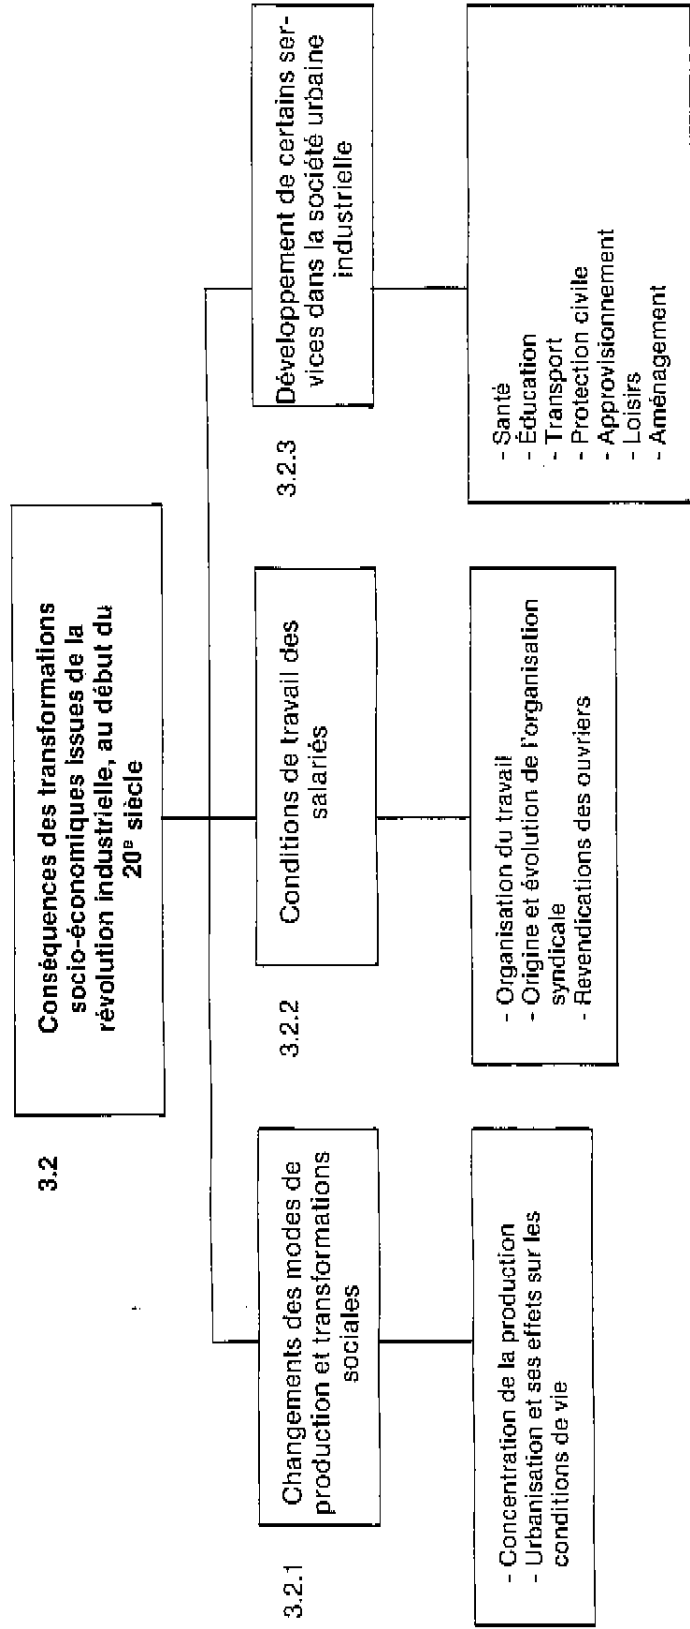 3.2
Conséquences des transformations
socio-économiques issues de la
révolution industrielle, au début du
20e siècle
3.2.1
Changements des modes de
production et transformations
sociales
- Concentration de la production
- Urbanisation et ses effets sur les
conditions de vie
3.2.2
Conditions de travail des
salariés
- Organisation du travail
- Origine et évolution de l'organisation
syndicale
- Revendications des ouvriers
3.2.3
Développement de certains ser-
vices dans la société urbaine
industrielle
- Santé
- Éducation
- Transport
- Protection civile
- Approvisionnement
- Loisirs
- Aménagement